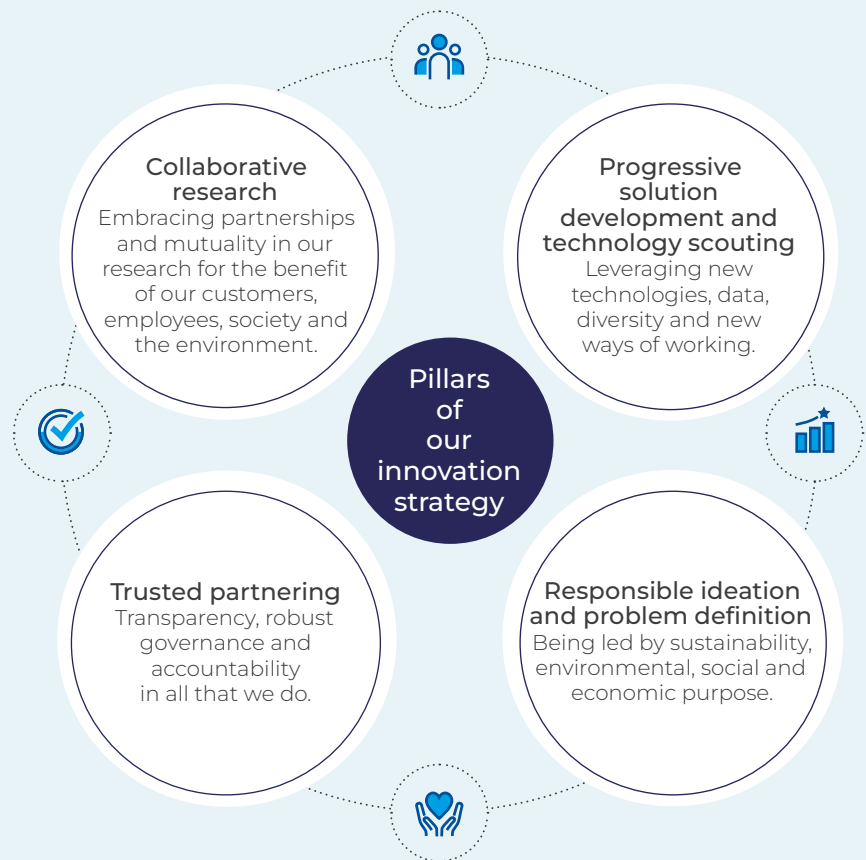 Collaborative
research
Embracing partnerships
and mutuality in our
research for the benefit
of our customers,
employees, society and
the environment.
Progressive
solution
development and
technology scouting
Leveraging new
technologies, data,
diversity and new
ways of working.
Pillars
of
our
innovation
strategy
Trusted partnering
Transparency, robust
governance and
accountability
in all that we do.
Responsible ideation
and problem definition
Being led by sustainability,
environmental, social and
economic purpose.